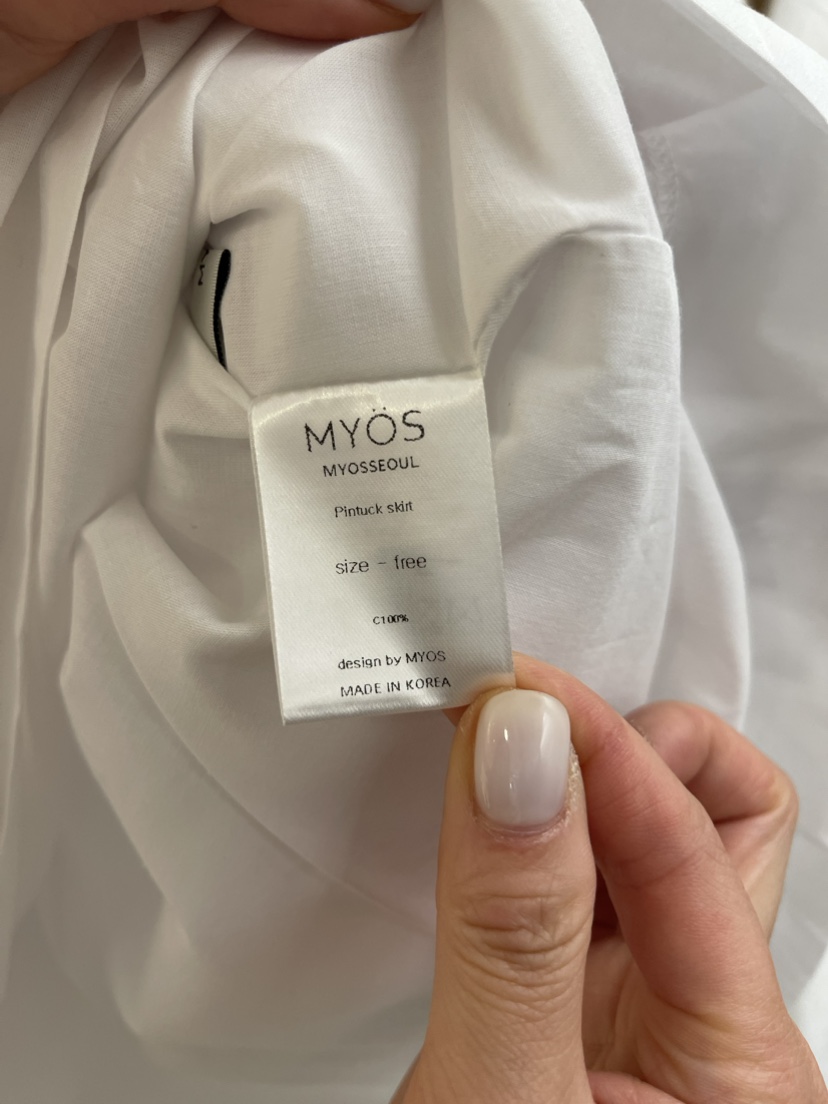 MYÖS
MYOSSEOUL
Pintuck skirt
size - free
C100%
design by MYOS
MADE IN KOREA